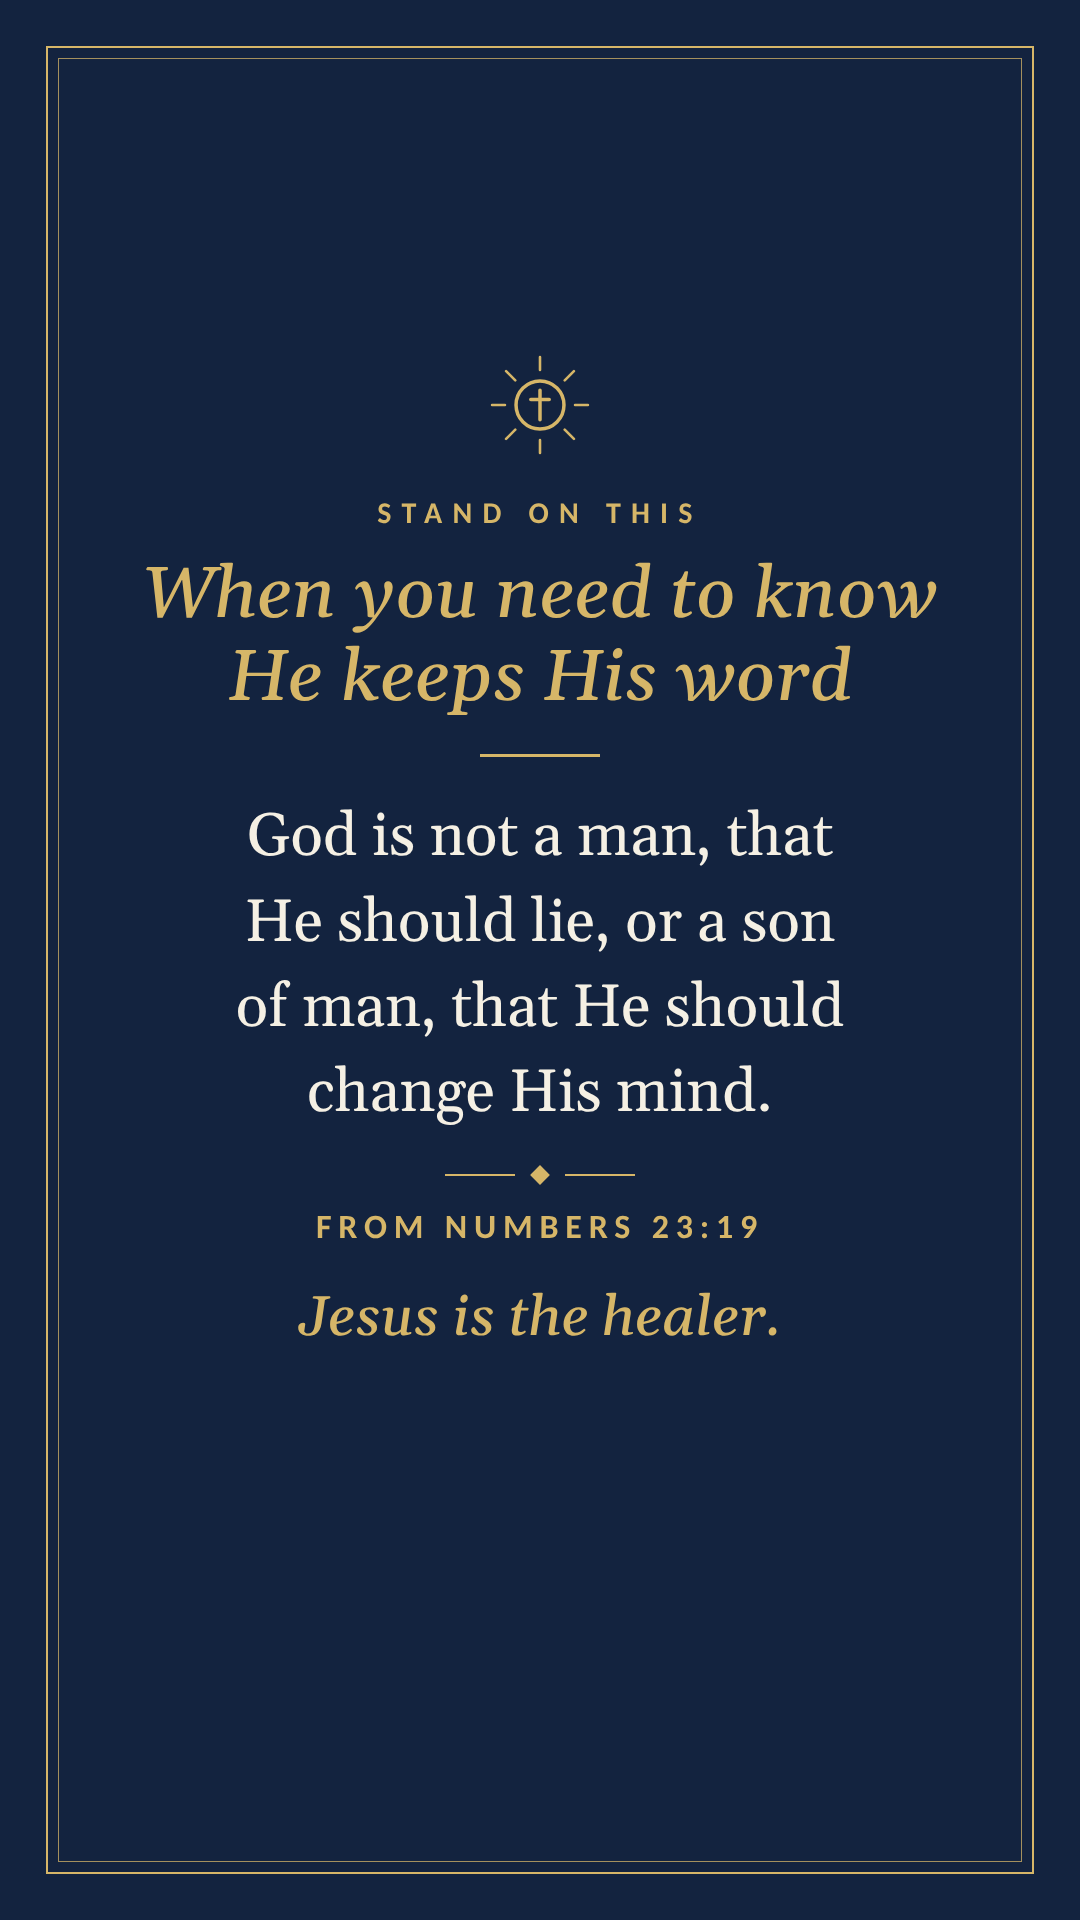 STAND ON THIS
When you need to know
He keeps His word
God is not a man, that
He should lie, or a son
of man, that He should
change His mind.
FROM NUMBERS 23:19
Jesus is the healer.